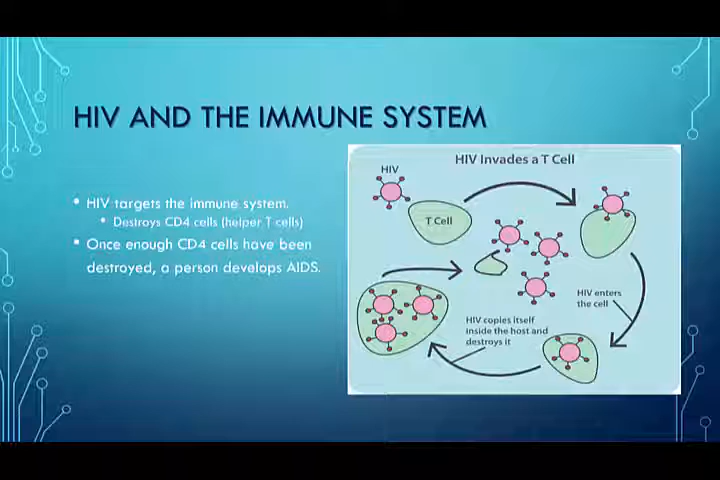 HIV AND THE IMMUNE SYSTEM
HIV targets the immune system.
Destroys CD4 cells (helper T cells)
Once enough CD4 cells have been
destroyed, a person develops AIDS.
HIV Invades a T Cell
HIV
T Cell
HIV enters
the cell
HIV copies itself
inside the host and
destroys it